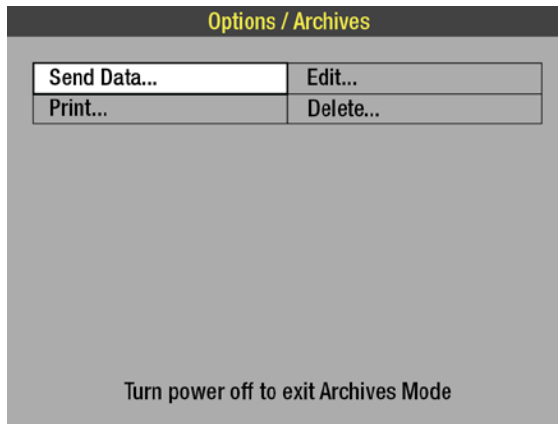 Options / Archives
Send Data... Edit...
Print... Delete...
Turn power off to exit Archives Mode